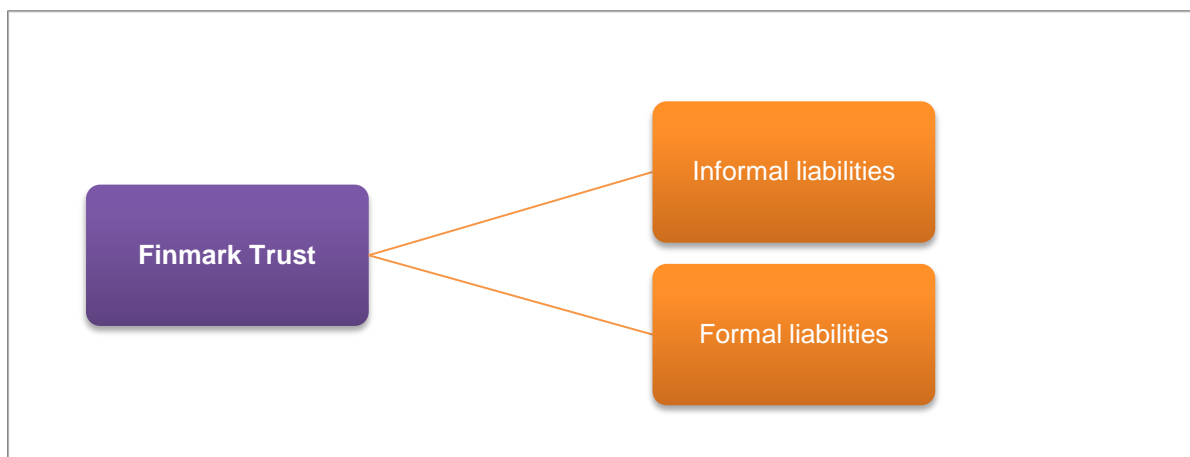 Finmark Trust
Informal liabilities
Formal liabilities